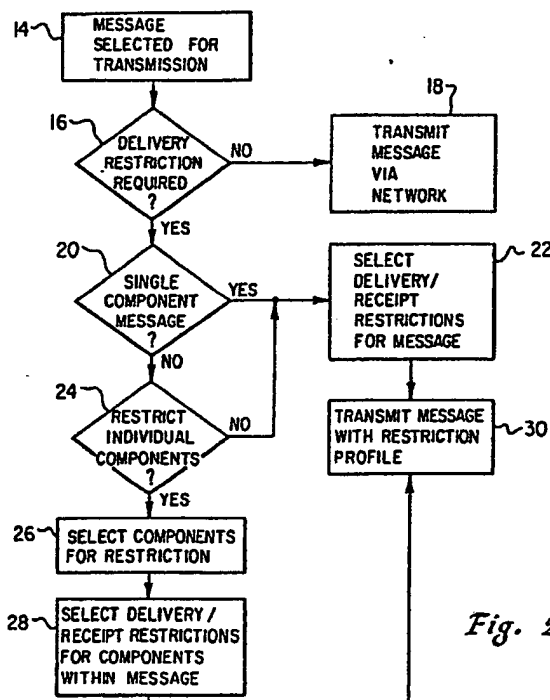 14
MESSAGE
SELECTED FOR
TRANSMISSION
16
DELIVERY
RESTRICTION
REQUIRED
?
NO
YES
18
TRANSMIT
MESSAGE
VIA
NETWORK
20
SINGLE
COMPONENT
MESSAGE
?
YES
NO
22
SELECT
DELIVERY/
RECEIPT
RESTRICTIONS
FOR MESSAGE
24
RESTRICT
INDIVIDUAL
COMPONENTS
?
NO
YES
TRANSMIT MESSAGE
WITH RESTRICTION
PROFILE
30
26
SELECT COMPONENTS
FOR RESTRICTION
28
SELECT DELIVERY/
RECEIPT RESTRICTIONS
FOR COMPONENTS
WITHIN MESSAGE
Fig. 2